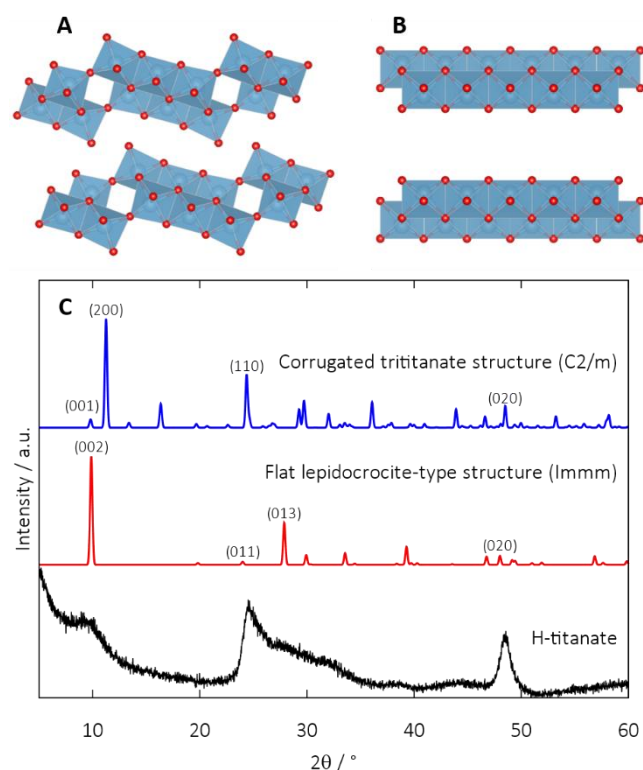 A
B
C
(200)
(110)
Corrugated trititanate structure (C2/m)
(001)
(020)
(002)
Flat lepidocrocite-type structure (Immm)
(013)
(011)
(020)
H-titanate
Intensity / a.u.
10 20 30 40 50 60
2θ / °